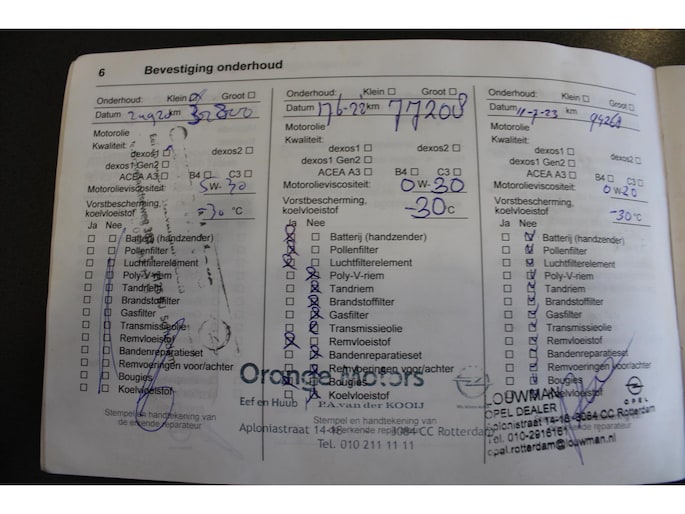 6 Bevestiging onderhoud
Onderhoud: Klein Groot
Datum km
Motorolie
Kwaliteit:
dexos1 dexos2
dexos1 Gen2
ACEA A3 B4 C3
Motorolieviscositeit: 5W-30
Vorstbescherming,
koelvloeistof -30 °C
Ja Nee
Batterij (handzender)
Pollenfilter
Luchtfilterelement
Poly-V-riem
Tandriem
Brandstoffilter
Gasfilter
Transmissieolie
Remvloeistof
Bandenreparatieset
Remvoeringen voor/achter
Bougies
Koelvloeistof
Stempel en handtekening van
de erkende reparateur
Onderhoud: Klein Groot
Datum 17-6-22 km 77208
Motorolie
Kwaliteit:
dexos1 dexos2
dexos1 Gen2
ACEA A3 B4 C3
Motorolieviscositeit: 0W-30
Vorstbescherming,
koelvloeistof -30 °C
Ja Nee
Batterij (handzender)
Pollenfilter
Luchtfilterelement
Poly-V-riem
Tandriem
Brandstoffilter
Gasfilter
Transmissieolie
Remvloeistof
Bandenreparatieset
Remvoeringen voor/achter
Bougies
Koelvloeistof
Orange Motors
Eef en Huub P.A. van der KOOIJ
Stempel en handtekening van
de erkende reparateur
Aploniastraat 14-18 3084 CC Rotterdam
Tel. 010 211 11 11
Onderhoud: Klein Groot
Datum 11-7-23 km 94268
Motorolie
Kwaliteit:
dexos1 dexos2
dexos1 Gen2
ACEA A3 B4 C3
Motorolieviscositeit: 0W-20
Vorstbescherming,
koelvloeistof -30 °C
Ja Nee
Batterij (handzender)
Pollenfilter
Luchtfilterelement
Poly-V-riem
Tandriem
Brandstoffilter
Gasfilter
Transmissieolie
Remvloeistof
Bandenreparatieset
Remvoeringen voor/achter
Bougies
Koelvloeistof
LOUWMAN
OPEL DEALER OPEL
Aploniastraat 14-18-3084 CC Rotterdam
Tel. 010-2916161
opel.rotterdam@louwman.nl